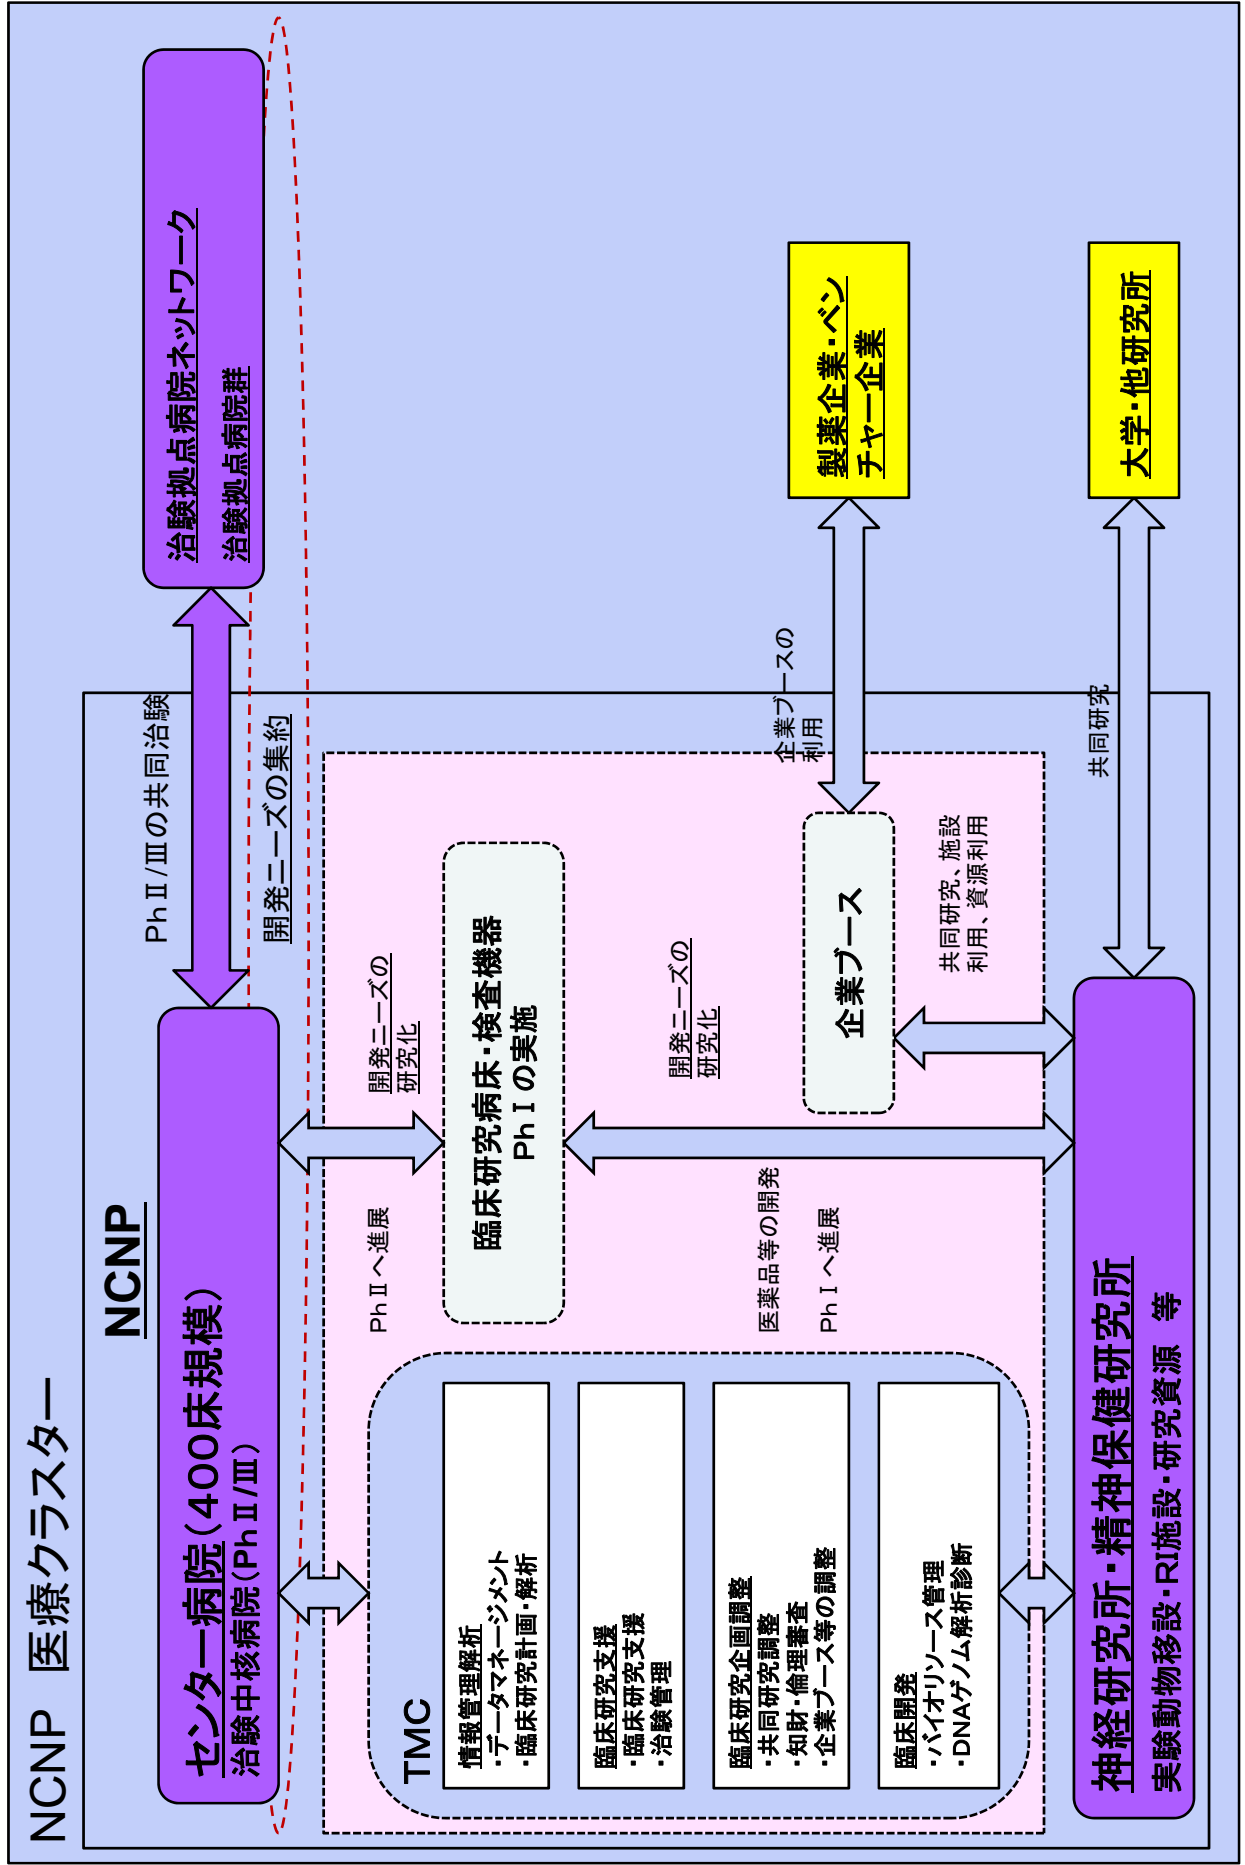 NCNP 医療クラスター
NCNP
センター病院(400床規模)
治験中核病院(PhⅡ/Ⅲ)
PhⅡ/Ⅲの共同治験
開発ニーズの集約
治験拠点病院ネットワーク
治験拠点病院群
PhⅡへ進展
開発ニーズの
研究化
TMC
情報管理解析
・データマネージメント
・臨床研究計画・解析
臨床研究支援
・臨床研究支援
・治験管理
臨床研究企画調整
・共同研究調整
・知財・倫理審査
・企業ブース等の調整
臨床開発
・バイオリソース管理
・DNAゲノム解析診断
臨床研究病床・検査機器
PhⅠの実施
医薬品等の開発
PhⅠへ進展
開発ニーズの
研究化
企業ブース
企業ブースの
利用
製薬企業・ベン
チャー企業
共同研究、施設
利用、資源利用
神経研究所・精神保健研究所
実験動物移設・RI施設・研究資源 等
共同研究
大学・他研究所